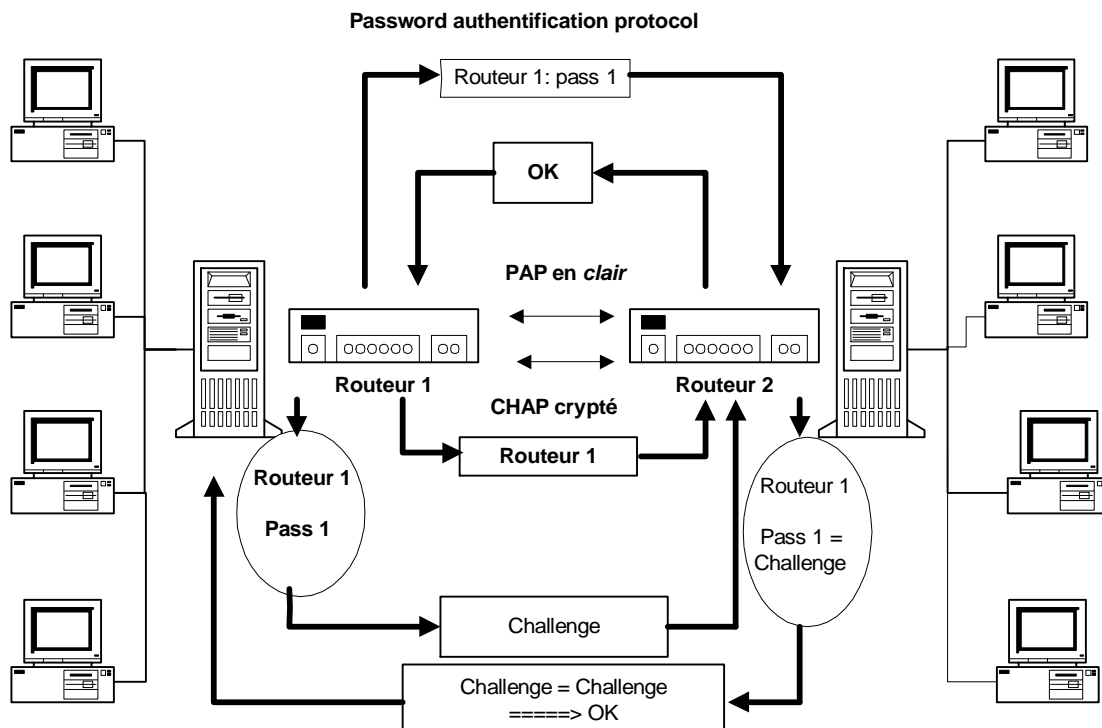 Password authentification protocol
Routeur 1: pass 1
OK
PAP en clair
Routeur 1
Routeur 2
CHAP crypté
Routeur 1
Routeur 1
Pass 1
Routeur 1
Pass 1 =
Challenge
Challenge
Challenge = Challenge
=====> OK